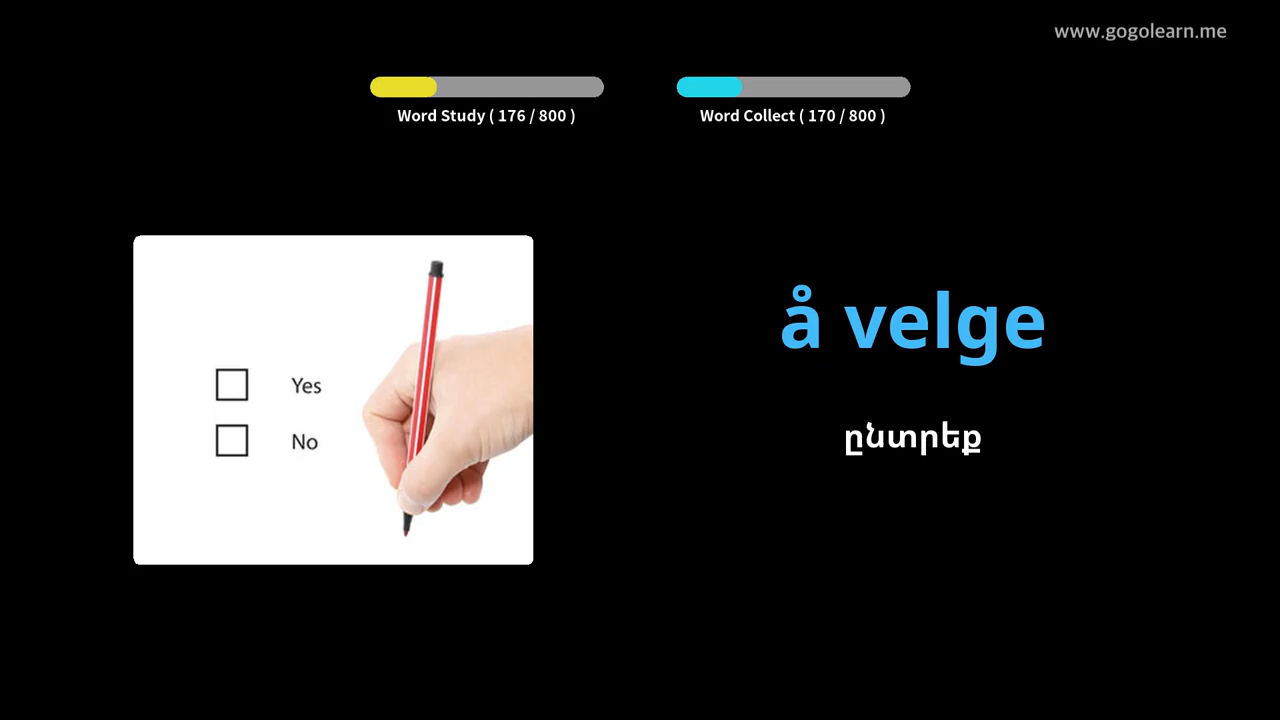 www.gogolearn.me
Word Study ( 176 / 800 )
Word Collect ( 170 / 800 )
Yes
No
å velge
ընտրեք